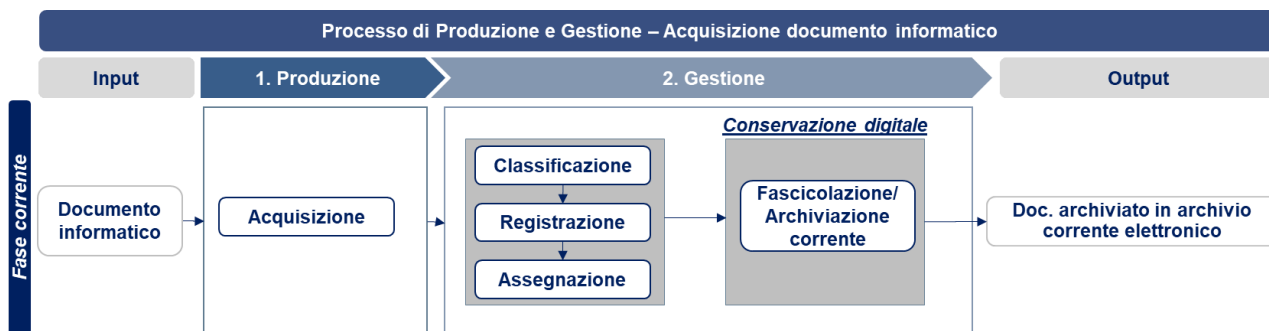 Processo di Produzione e Gestione – Acquisizione documento informatico
Input
1. Produzione
2. Gestione
Output
Fase corrente
Documento
informatico
Acquisizione
Classificazione
Registrazione
Assegnazione
Conservazione digitale
Fascicolazione/
Archiviazione
corrente
Doc. archiviato in archivio
corrente elettronico